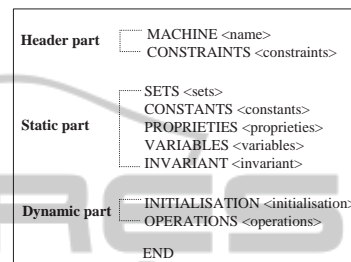 Header part
MACHINE <name>
CONSTRAINTS <constraints>
Static part
SETS <sets>
CONSTANTS <constants>
PROPRIETIES <proprieties>
VARIABLES <variables>
INVARIANT <invariant>
Dynamic part
INITIALISATION <initialisation>
OPERATIONS <operations>
END